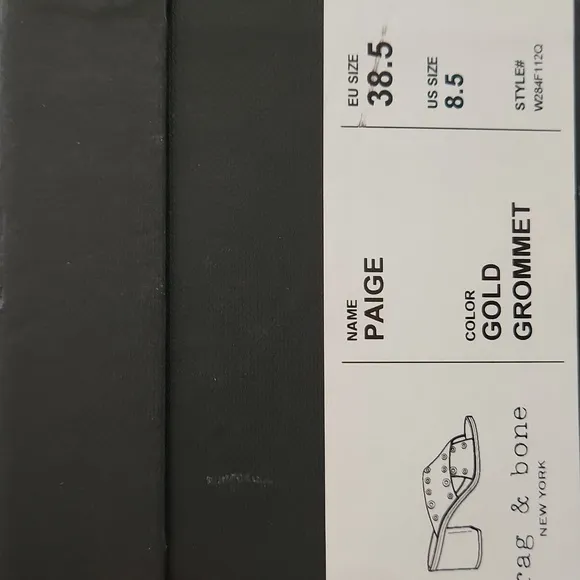 rag & bone
NEW YORK
NAME
PAIGE
COLOR
GOLD
GROMMET
EU SIZE
38.5
US SIZE
8.5
STYLE#
W284F112Q